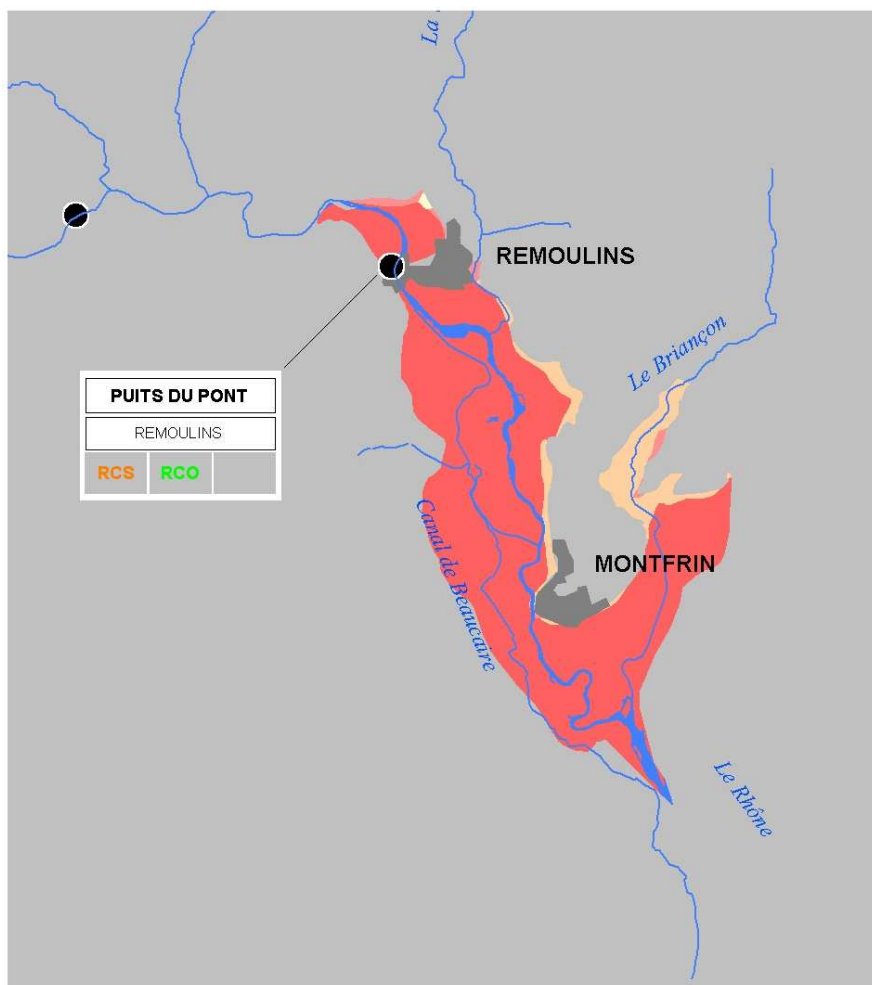 La
REMOULINS
Le Briançon
PUITS DU PONT
REMOULINS
RCS RCO
Canal de Beaucaire
MONTFRIN
Le Rhône